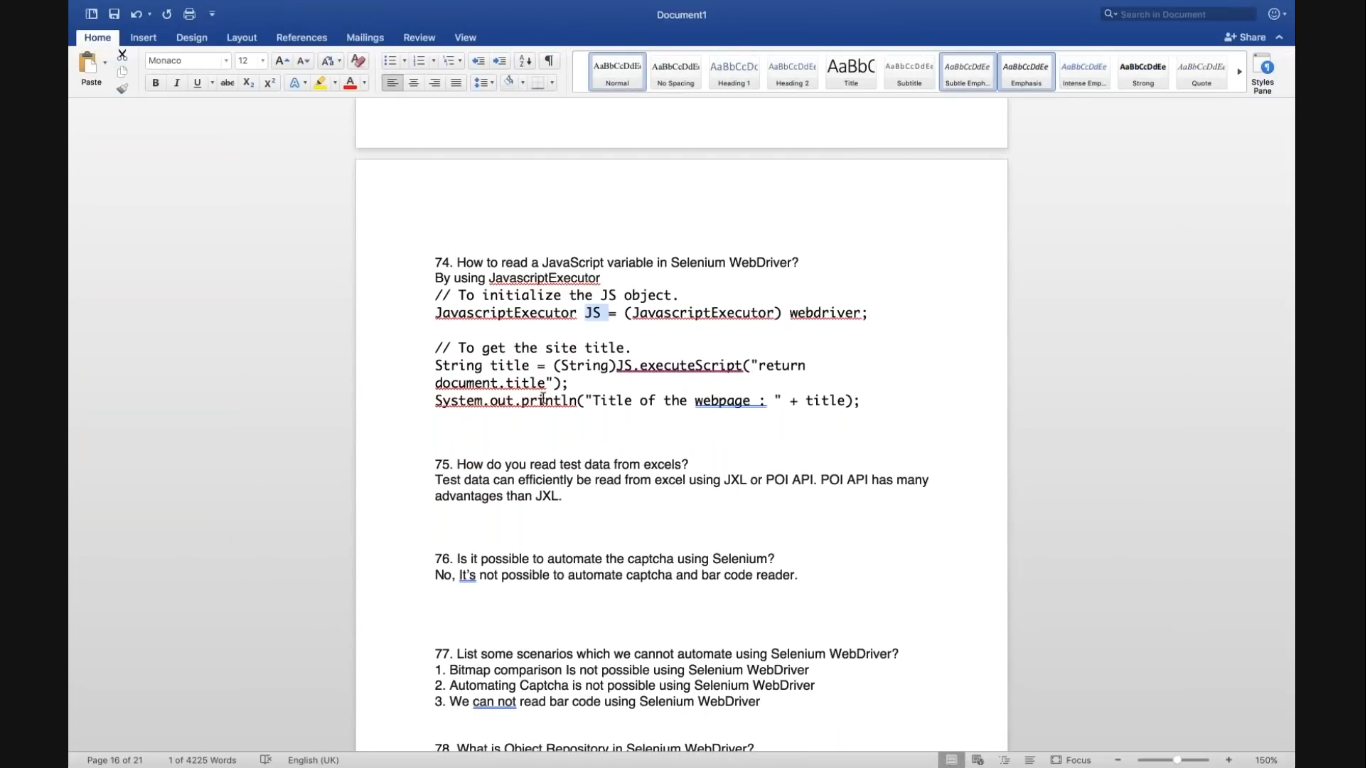 Document1
Search in Document
Home Insert Design Layout References Mailings Review View
Share
Paste
Monaco 12
AaBbCcDdEe AaBbCcDdEe AaBbCcDc AaBbCcDdEe AaBbC AaBbCcDdEe AaBbCcDdEe AaBbCcDdEe AaBbCcDdEe AaBbCcDdEe AaBbCcDdEe
Normal No Spacing Heading 1 Heading 2 Title Subtitle Subtle Emph... Emphasis Intense Emp... Strong Quote
Styles
Pane
74. How to read a JavaScript variable in Selenium WebDriver?
By using JavascriptExecutor
// To initialize the JS object.
JavascriptExecutor JS = (JavascriptExecutor) webdriver;
// To get the site title.
String title = (String)JS.executeScript("return
document.title");
System.out.println("Title of the webpage : " + title);
75. How do you read test data from excels?
Test data can efficiently be read from excel using JXL or POI API. POI API has many
advantages than JXL.
76. Is it possible to automate the captcha using Selenium?
No, It's not possible to automate captcha and bar code reader.
77. List some scenarios which we cannot automate using Selenium WebDriver?
1. Bitmap comparison Is not possible using Selenium WebDriver
2. Automating Captcha is not possible using Selenium WebDriver
3. We can not read bar code using Selenium WebDriver
78. What is Object Repository in Selenium WebDriver?
Page 16 of 21 1 of 4225 Words English (UK) Focus 150%